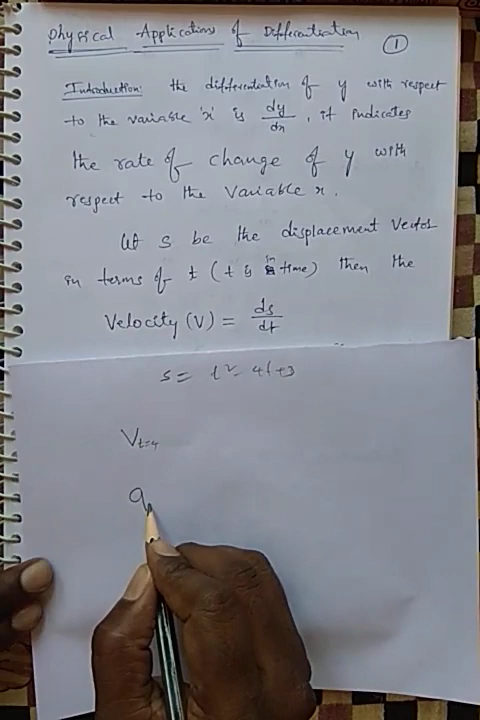 Physical Applications of Differentiation 1
Introduction: the differentiation of y with respect
to the variable 'x' is dy/dx, it indicates
the rate of change of y with
respect to the variable x.
let s be the displacement vector
in terms of t (t is in time) then the
Velocity (V) = ds/dt
s = t² - 4t + 3
V t=4
a